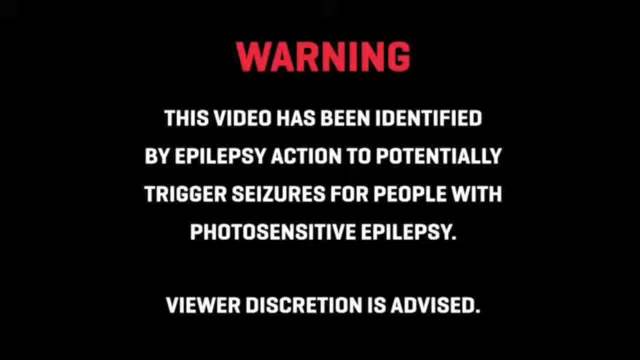 WARNING
THIS VIDEO HAS BEEN IDENTIFIED
BY EPILEPSY ACTION TO POTENTIALLY
TRIGGER SEIZURES FOR PEOPLE WITH
PHOTOSENSITIVE EPILEPSY.
VIEWER DISCRETION IS ADVISED.